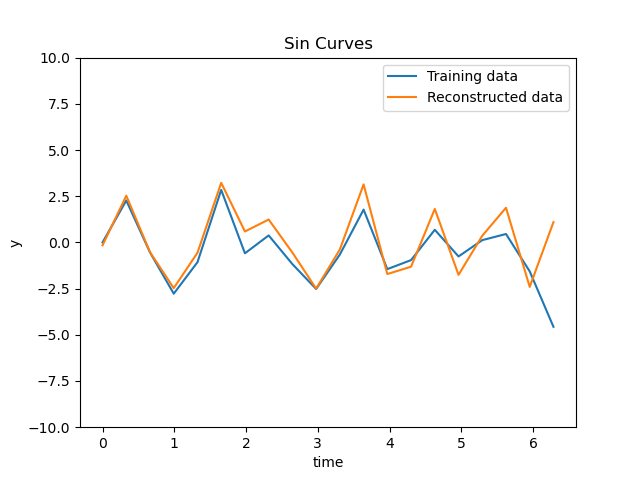 Sin Curves
Training data
Reconstructed data
10.0
7.5
5.0
2.5
0.0
−2.5
−5.0
−7.5
−10.0
y
0 1 2 3 4 5 6
time